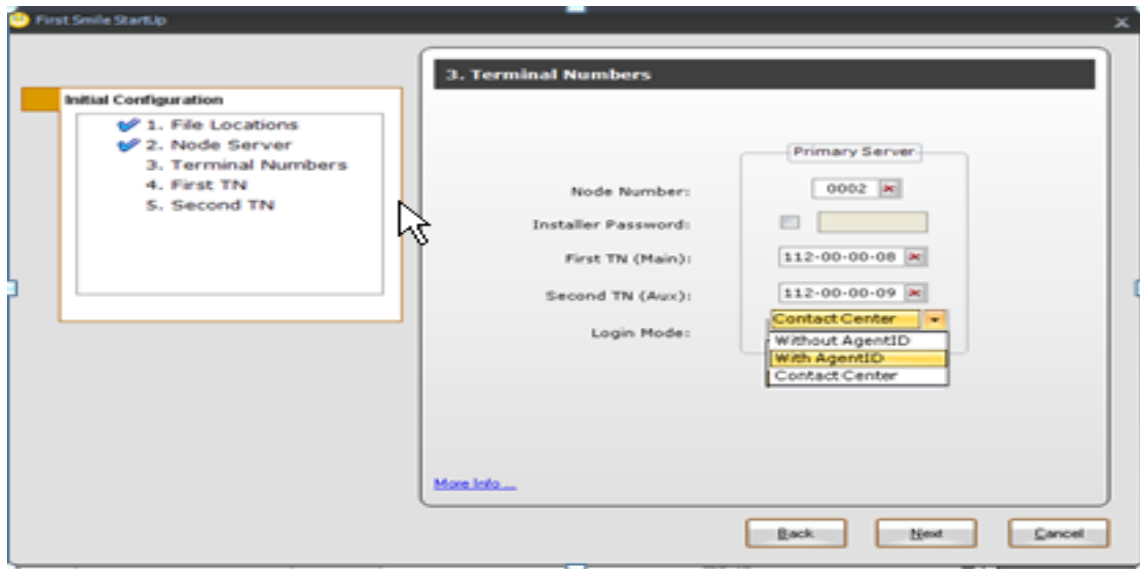 First Smile StartUp
Initial Configuration
1. File Locations
2. Node Server
3. Terminal Numbers
4. First TN
5. Second TN
3. Terminal Numbers
Primary Server
Node Number: 0002
Installer Password:
First TN (Main): 112-00-00-08
Second TN (Aux): 112-00-00-09
Login Mode: Contact Center
Without AgentID
With AgentID
Contact Center
More Info ...
Back Next Cancel